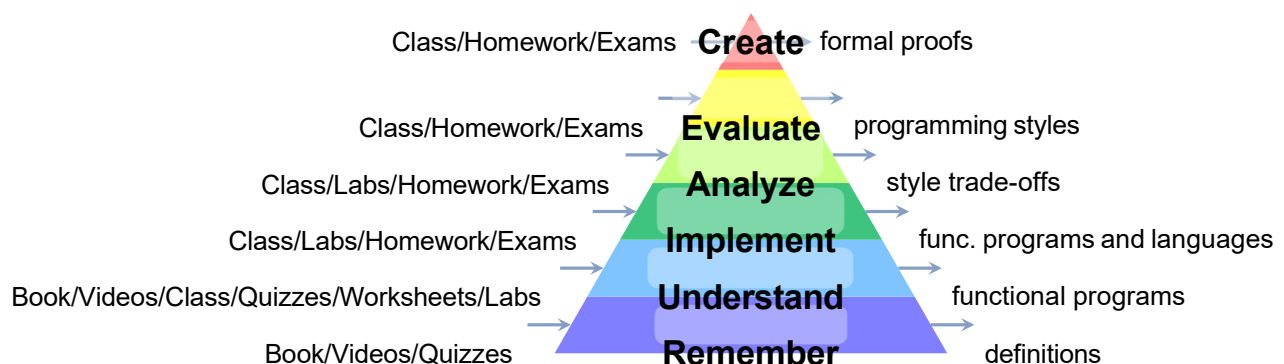 Class/Homework/Exams Create formal proofs
Class/Homework/Exams Evaluate programming styles
Class/Labs/Homework/Exams Analyze style trade-offs
Class/Labs/Homework/Exams Implement func. programs and languages
Book/Videos/Class/Quizzes/Worksheets/Labs Understand functional programs
Book/Videos/Quizzes Remember definitions